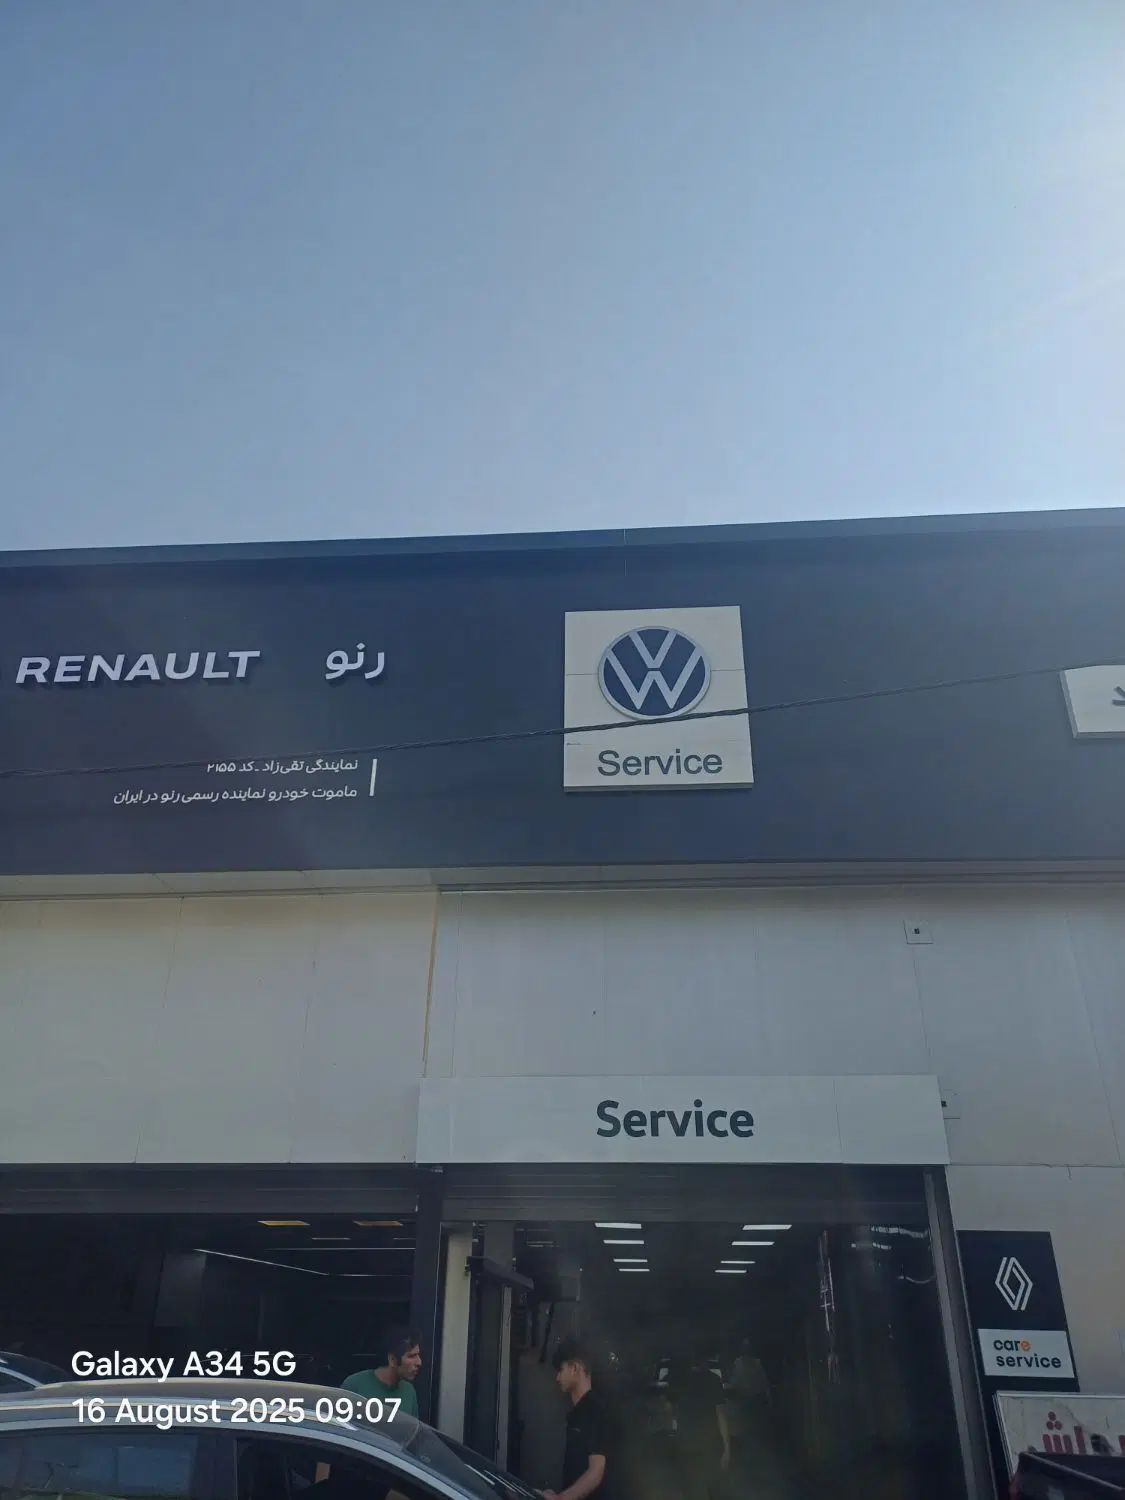 RENAULT رنو
نمایندگی تقی‌زاد - کد ۲۱۵۵
ماموت خودرو نماینده رسمی رنو در ایران
VW
Service
Service
care
service
Galaxy A34 5G
16 August 2025 09:07